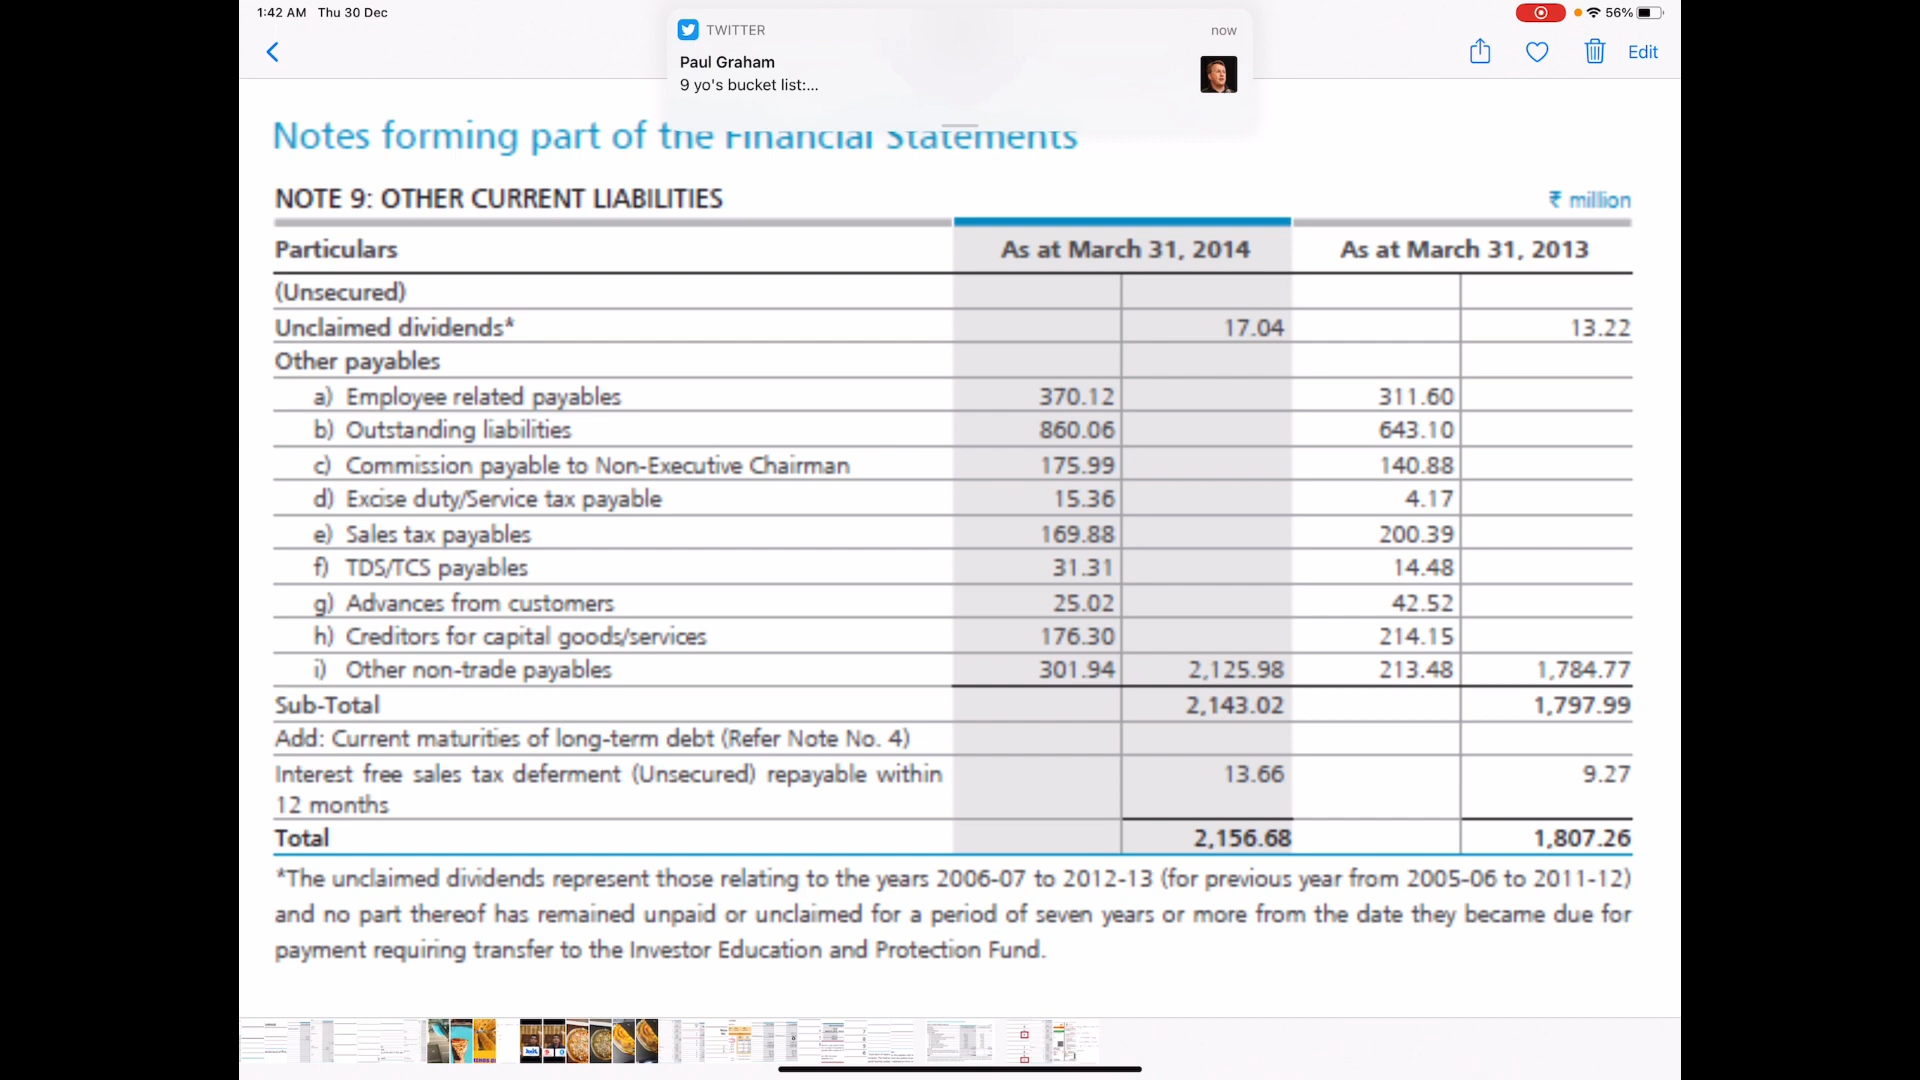 1:42 AM Thu 30 Dec
56%
TWITTER
now
Paul Graham
9 yo's bucket list:...
Edit
Notes forming part of the Financial Statements
NOTE 9: OTHER CURRENT LIABILITIES ₹ million
Particulars As at March 31, 2014 As at March 31, 2013
(Unsecured)
Unclaimed dividends* 17.04 13.22
Other payables
a) Employee related payables 370.12 311.60
b) Outstanding liabilities 860.06 643.10
c) Commission payable to Non-Executive Chairman 175.99 140.88
d) Excise duty/Service tax payable 15.36 4.17
e) Sales tax payables 169.88 200.39
f) TDS/TCS payables 31.31 14.48
g) Advances from customers 25.02 42.52
h) Creditors for capital goods/services 176.30 214.15
i) Other non-trade payables 301.94 2,125.98 213.48 1,784.77
Sub-Total 2,143.02 1,797.99
Add: Current maturities of long-term debt (Refer Note No. 4)
Interest free sales tax deferment (Unsecured) repayable within 13.66 9.27
12 months
Total 2,156.68 1,807.26
*The unclaimed dividends represent those relating to the years 2006-07 to 2012-13 (for previous year from 2005-06 to 2011-12)
and no part thereof has remained unpaid or unclaimed for a period of seven years or more from the date they became due for
payment requiring transfer to the Investor Education and Protection Fund.